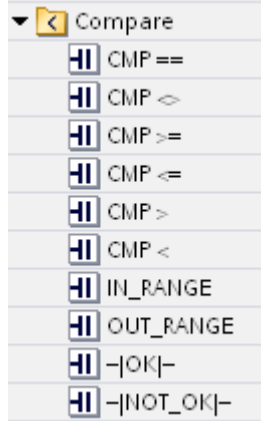 Compare
CMP ==
CMP <>
CMP >=
CMP <=
CMP >
CMP <
IN_RANGE
OUT_RANGE
–|OK|–
–|NOT_OK|–